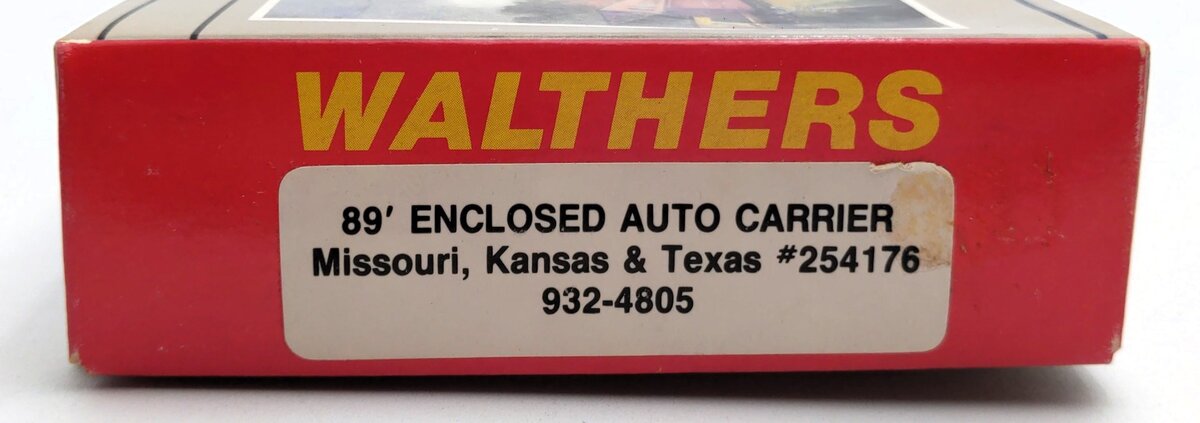 WALTHERS
89' ENCLOSED AUTO CARRIER
Missouri, Kansas & Texas #254176
932-4805